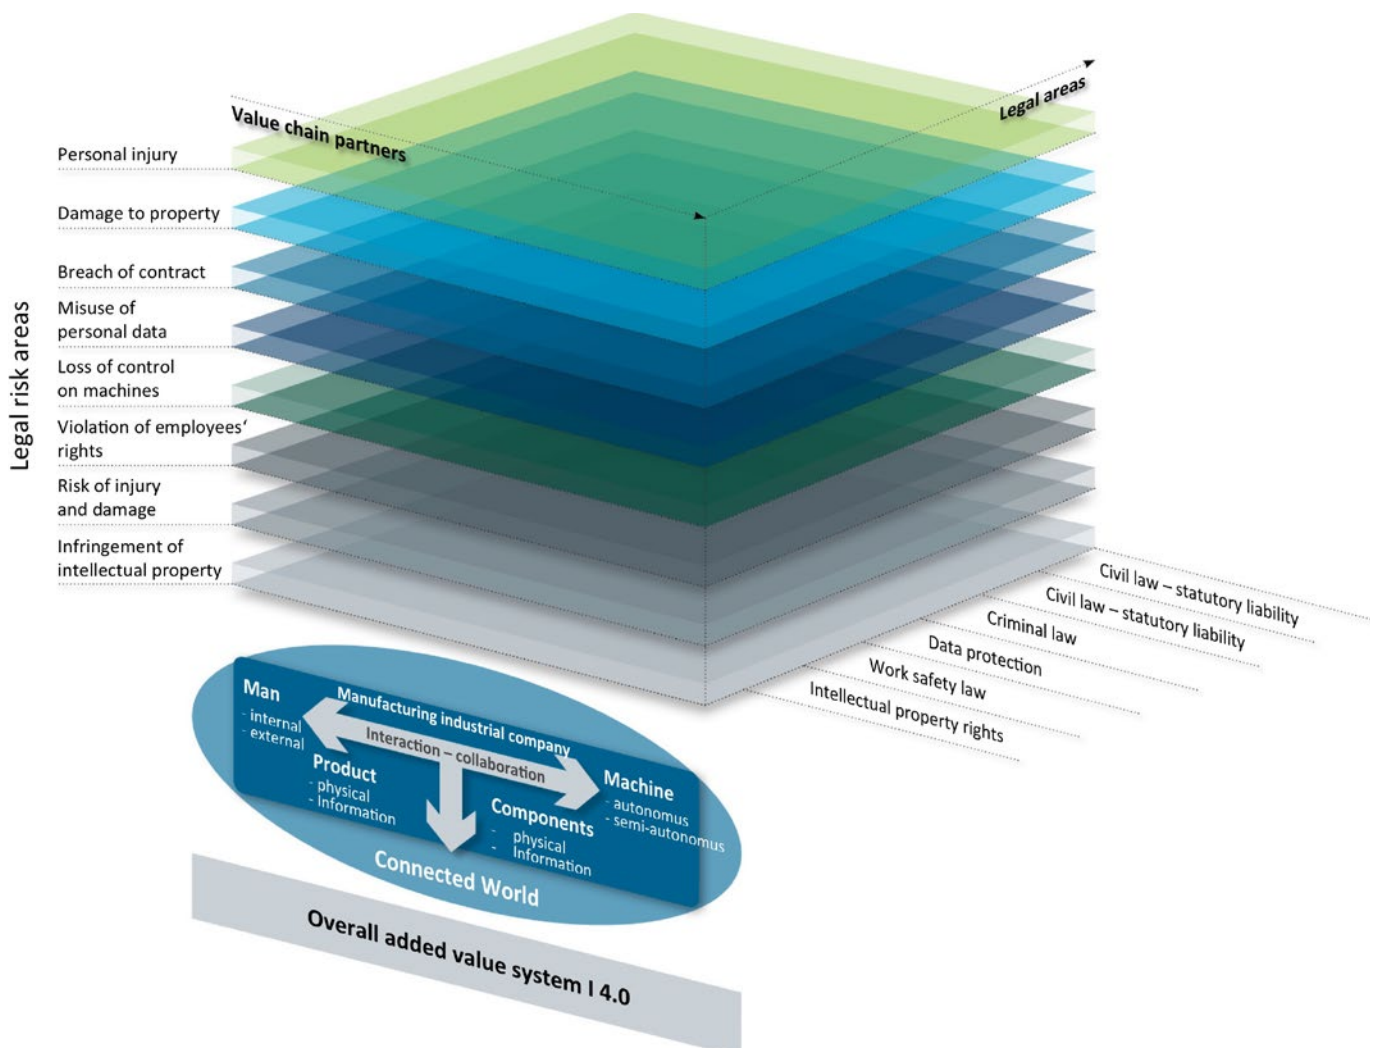 Value chain partners
Legal areas
Legal risk areas
Personal injury
Damage to property
Breach of contract
Misuse of
personal data
Loss of control
on machines
Violation of employees‘
rights
Risk of injury
and damage
Infringement of
intellectual property
Civil law – statutory liability
Civil law – statutory liability
Criminal law
Data protection
Work safety law
Intellectual property rights
Man
- internal
- external
Manufacturing industrial company
Interaction – collaboration
Product
- physical
- Information
Machine
- autonomus
- semi-autonomus
Components
- physical
- Information
Connected World
Overall added value system I 4.0